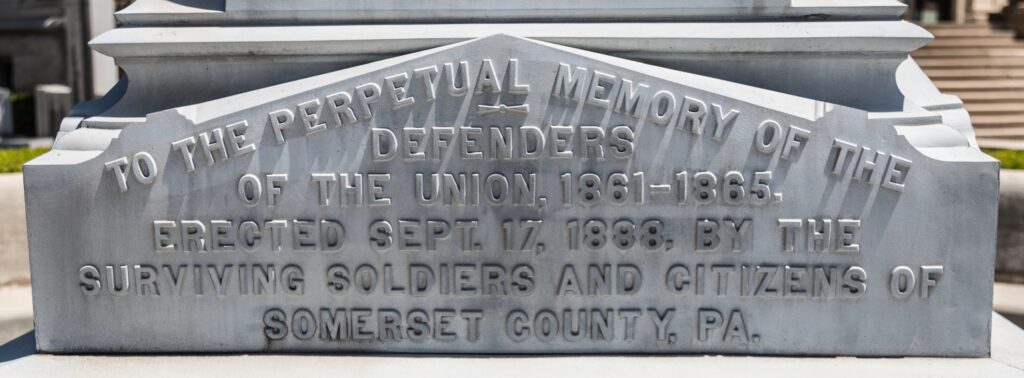 TO THE PERPETUAL MEMORY OF THE
DEFENDERS
OF THE UNION, 1861-1865.
ERECTED SEPT. 17, 1888, BY THE
SURVIVING SOLDIERS AND CITIZENS OF
SOMERSET COUNTY, PA.